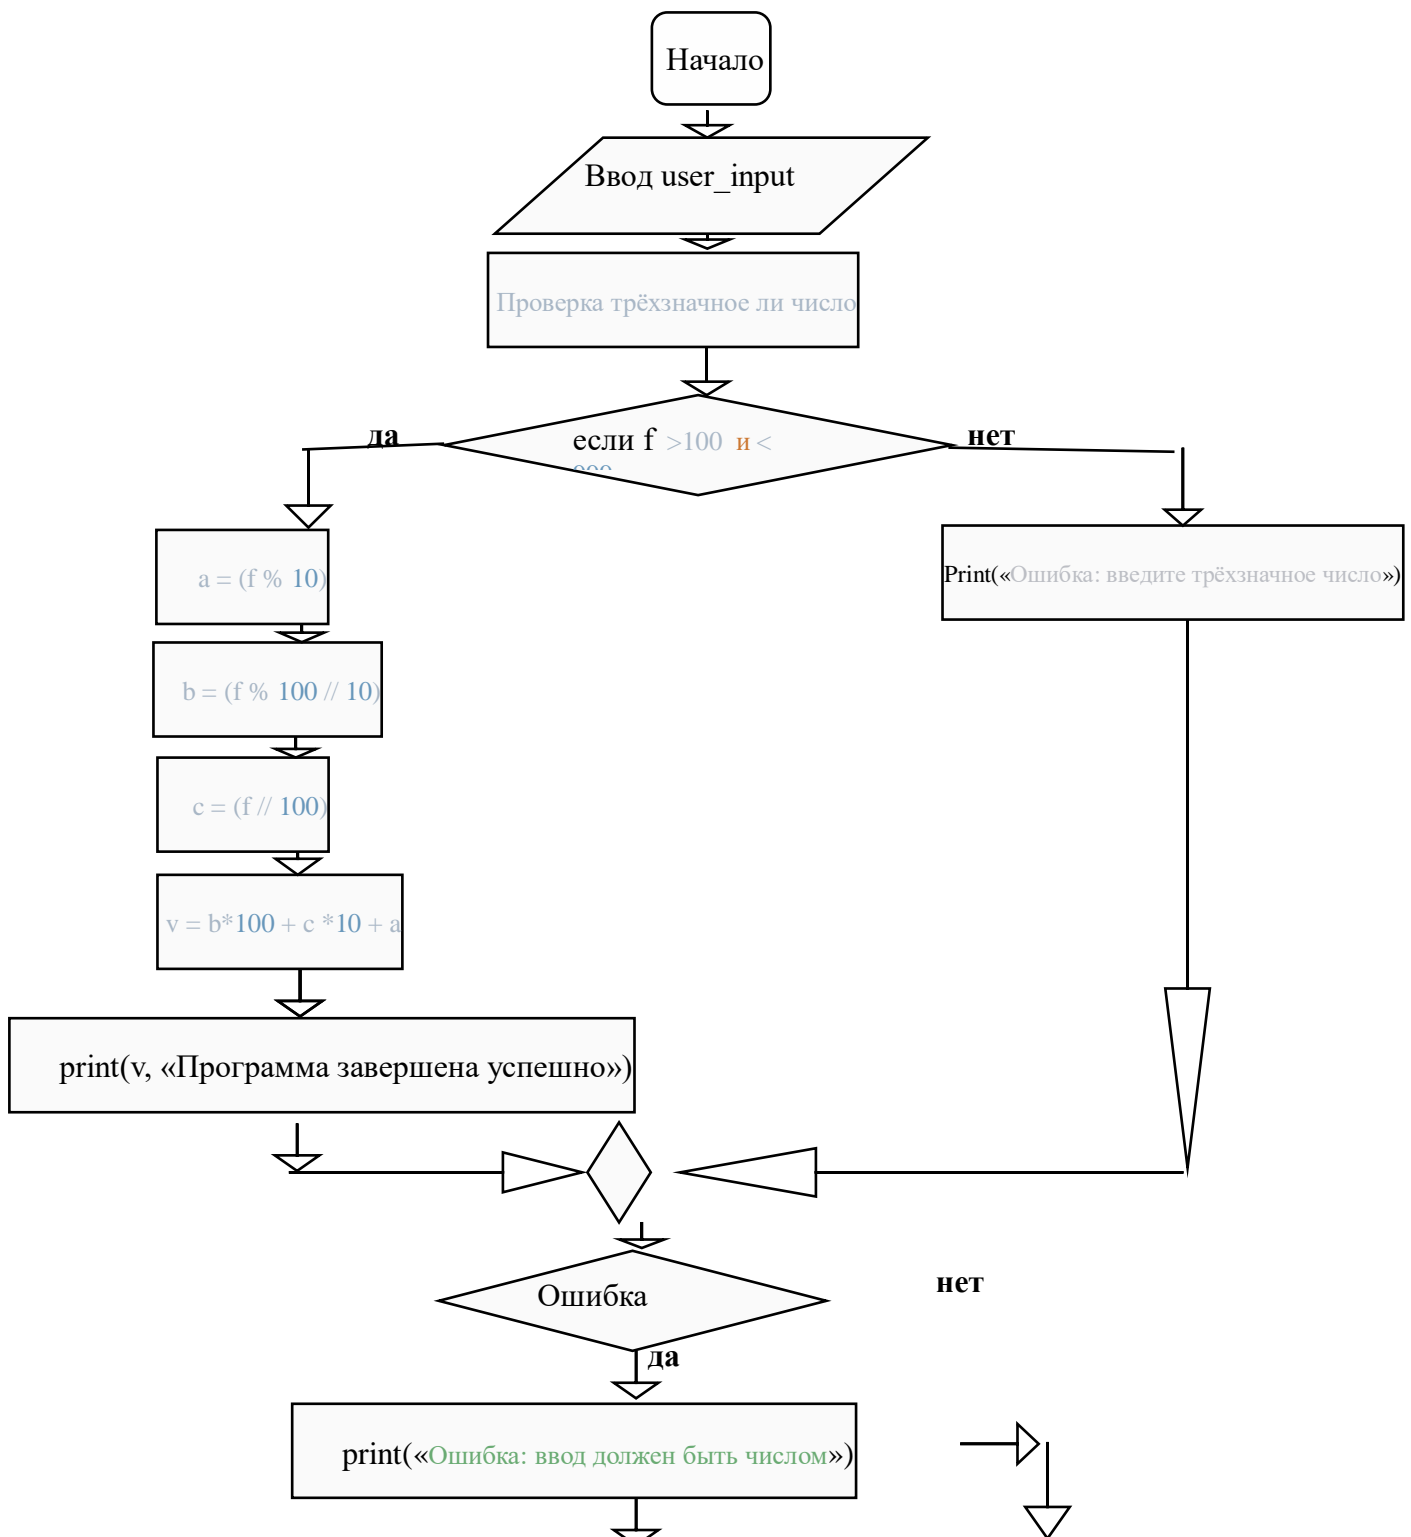 Начало
Ввод user_input
Проверка трёхзначное ли число
да
нет
если f >100 и <
a = (f % 10)
Print(«Ошибка: введите трёхзначное число»)
b = (f % 100 // 10)
c = (f // 100)
v = b*100 + c *10 + a
print(v, «Программа завершена успешно»)
Ошибка
нет
да
print(«Ошибка: ввод должен быть числом»)